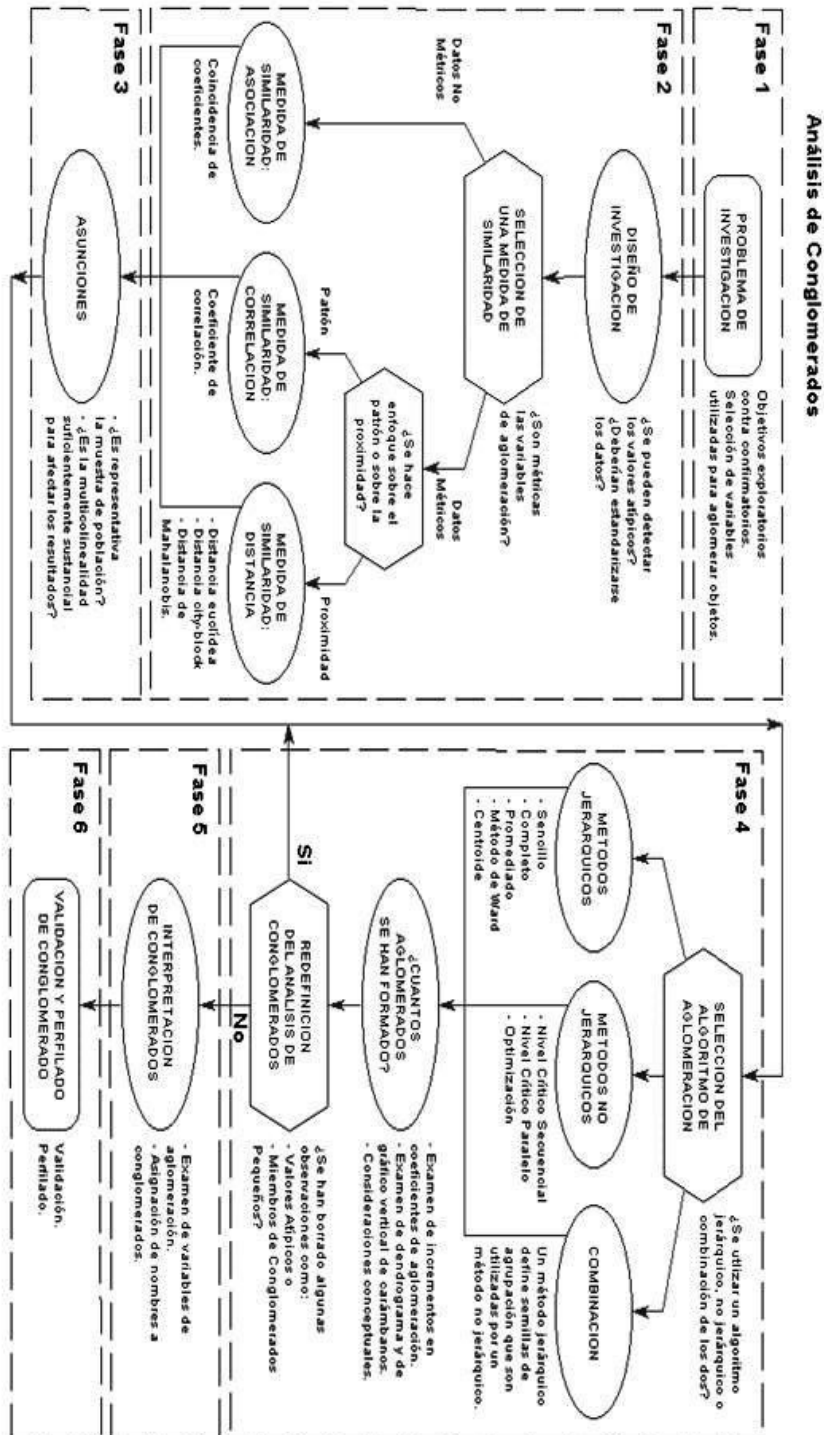 Análisis de Conglomerados
Fase 1
PROBLEMA DE
INVESTIGACION
Objetivos exploratorios
contra confirmatorios.
Selección de variables
utilizadas para aglomerar objetos.
Fase 2
DISEÑO DE
INVESTIGACION
¿Se pueden detectar
los valores atípicos?
¿Deberían estandarizarse
los datos?
SELECCION DE
UNA MEDIDA DE
SIMILARIDAD
¿Son métricas
las variables
de aglomeración?
Datos No
Métricos
Datos
Métricos
¿Se hace
enfoque sobre el
patrón o sobre la
proximidad?
Patrón
Proximidad
MEDIDA DE
SIMILARIDAD:
ASOCIACION
Coincidencia de
coeficientes.
MEDIDA DE
SIMILARIDAD:
CORRELACION
Coeficiente de
correlación.
MEDIDA DE
SIMILARIDAD:
DISTANCIA
- Distancia euclídea
- Distancia city-block
- Distancia de
Mahalanobis.
Fase 3
ASUNCIONES
- ¿Es representativa
la muestra de población?
- ¿Es la multicolinealidad
suficientemente sustancial
para afectar los resultados?
Fase 4
SELECCION DEL
ALGORITMO DE
AGLOMERACION
¿Se utilizar un algoritmo
jerárquico, no jerárquico o
combinación de los dos?
METODOS
JERARQUICOS
- Sencillo
- Completo
- Promediado
- Método de Ward
- Centroide
METODOS NO
JERARQUICOS
- Nivel Crítico Secuencial
- Nivel Crítico Paralelo
- Optimización
COMBINACION
Un método jerárquico
define semillas de
agrupación que son
utilizadas por un
método no jerárquico.
¿CUANTOS
AGLOMERADOS
SE HAN FORMADO?
- Examen de incrementos en
coeficientes de aglomeración.
- Examen de dendrograma y de
gráfico vertical de carámbanos.
- Consideraciones conceptuales.
REDEFINICION
DEL ANALISIS DE
CONGLOMERADOS
¿Se han borrado algunas
observaciones como:
- Valores Atípicos o
- Miembros de Conglomerados
Pequeños?
Si
No
Fase 5
INTERPRETACION
DE CONGLOMERADOS
- Examen de variables de
aglomeración.
- Asignación de nombres a
conglomerados.
Fase 6
VALIDACION Y PERFILADO
DE CONGLOMERADO
Validación.
Perfilado.